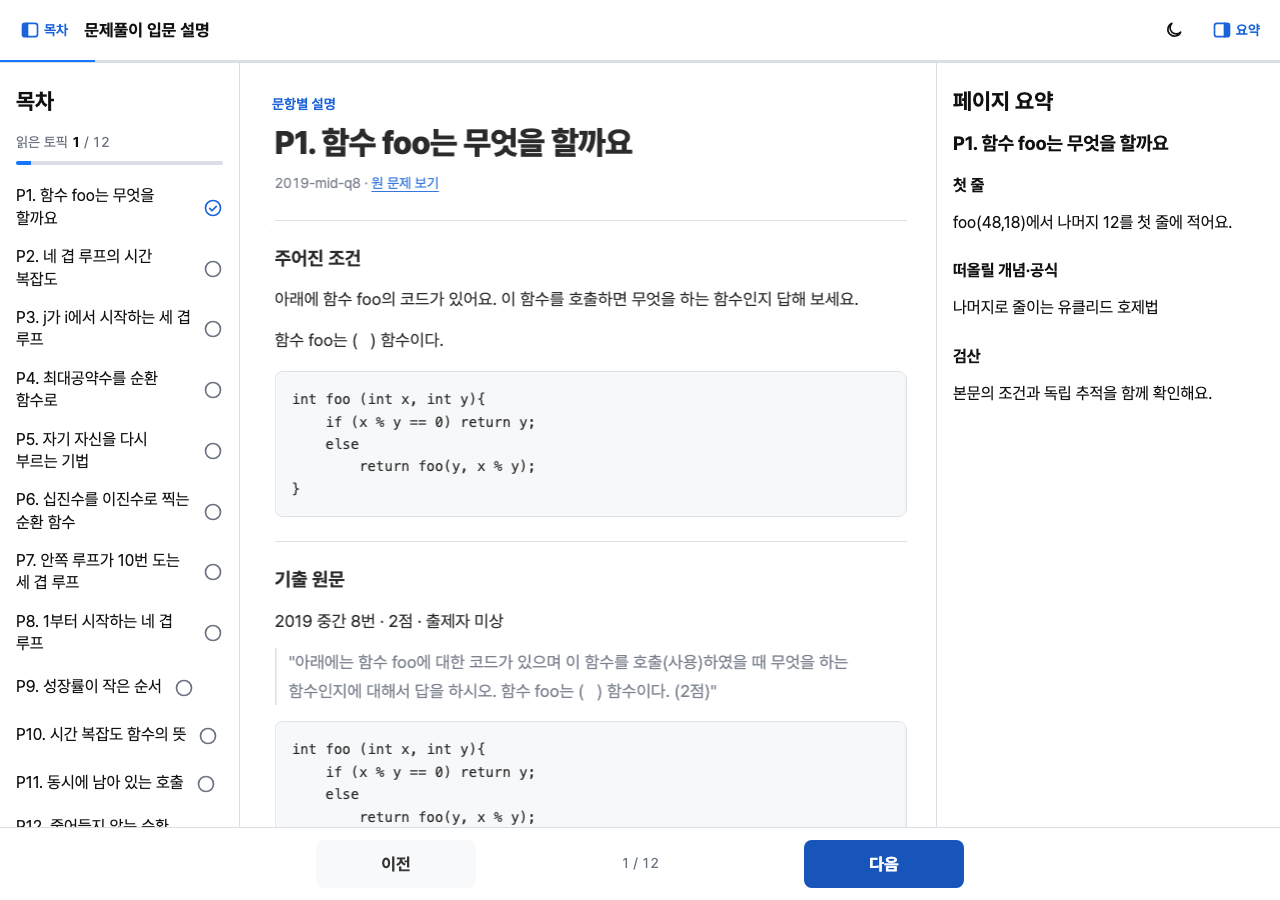 목차 문제풀이 입문 설명 요약
목차
읽은 토픽 1 / 12
P1. 함수 foo는 무엇을
할까요
P2. 네 겹 루프의 시간
복잡도
P3. j가 i에서 시작하는 세 겹
루프
P4. 최대공약수를 순환
함수로
P5. 자기 자신을 다시
부르는 기법
P6. 십진수를 이진수로 찍는
순환 함수
P7. 안쪽 루프가 10번 도는
세 겹 루프
P8. 1부터 시작하는 네 겹
루프
P9. 성장률이 작은 순서
P10. 시간 복잡도 함수의 뜻
P11. 동시에 남아 있는 호출
P12. 줄어들지 않는 순환
문항별 설명
P1. 함수 foo는 무엇을 할까요
2019-mid-q8 · 원 문제 보기
주어진 조건
아래에 함수 foo의 코드가 있어요. 이 함수를 호출하면 무엇을 하는 함수인지 답해 보세요.
함수 foo는 (   ) 함수이다.
int foo (int x, int y){
    if (x % y == 0) return y;
    else
        return foo(y, x % y);
}
기출 원문
2019 중간 8번 · 2점 · 출제자 미상
"아래에는 함수 foo에 대한 코드가 있으며 이 함수를 호출(사용)하였을 때 무엇을 하는
함수인지에 대해서 답을 하시오. 함수 foo는 (   ) 함수이다. (2점)"
int foo (int x, int y){
    if (x % y == 0) return y;
    else
        return foo(y, x % y);
페이지 요약
P1. 함수 foo는 무엇을 할까요
첫 줄
foo(48,18)에서 나머지 12를 첫 줄에 적어요.
떠올릴 개념·공식
나머지로 줄이는 유클리드 호제법
검산
본문의 조건과 독립 추적을 함께 확인해요.
이전
1 / 12
다음